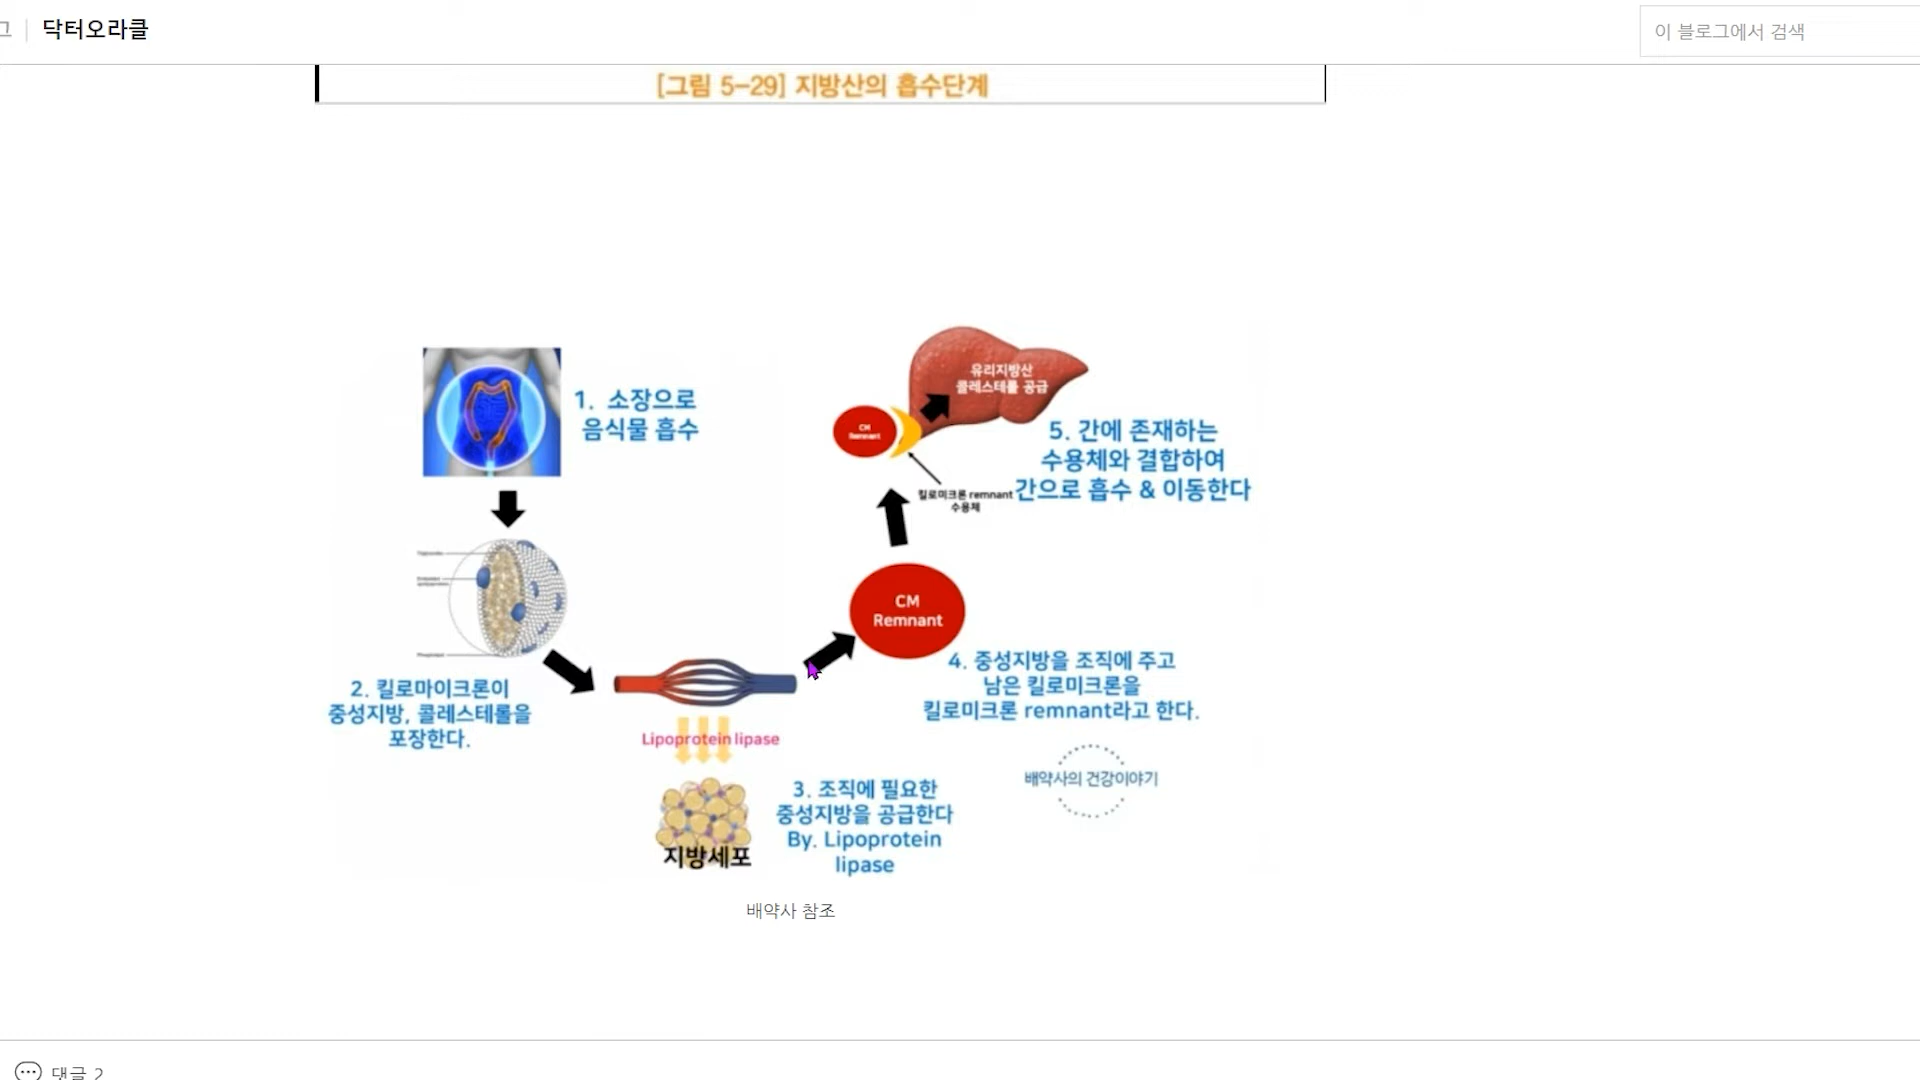 닥터오라클
이 블로그에서 검색
[그림 5-29] 지방산의 흡수단계
1. 소장으로
음식물 흡수
2. 킬로마이크론이
중성지방, 콜레스테롤을
포장한다.
Lipoprotein lipase
지방세포
3. 조직에 필요한
중성지방을 공급한다
By. Lipoprotein
lipase
CM
Remnant
4. 중성지방을 조직에 주고
남은 킬로미크론을
킬로미크론 remnant라고 한다.
CM
Remnant
킬로미크론 remnant
수용체
유리지방산
콜레스테롤 공급
5. 간에 존재하는
수용체와 결합하여
간으로 흡수 & 이동한다
배약사의 건강이야기
배약사 참조
댓글 2